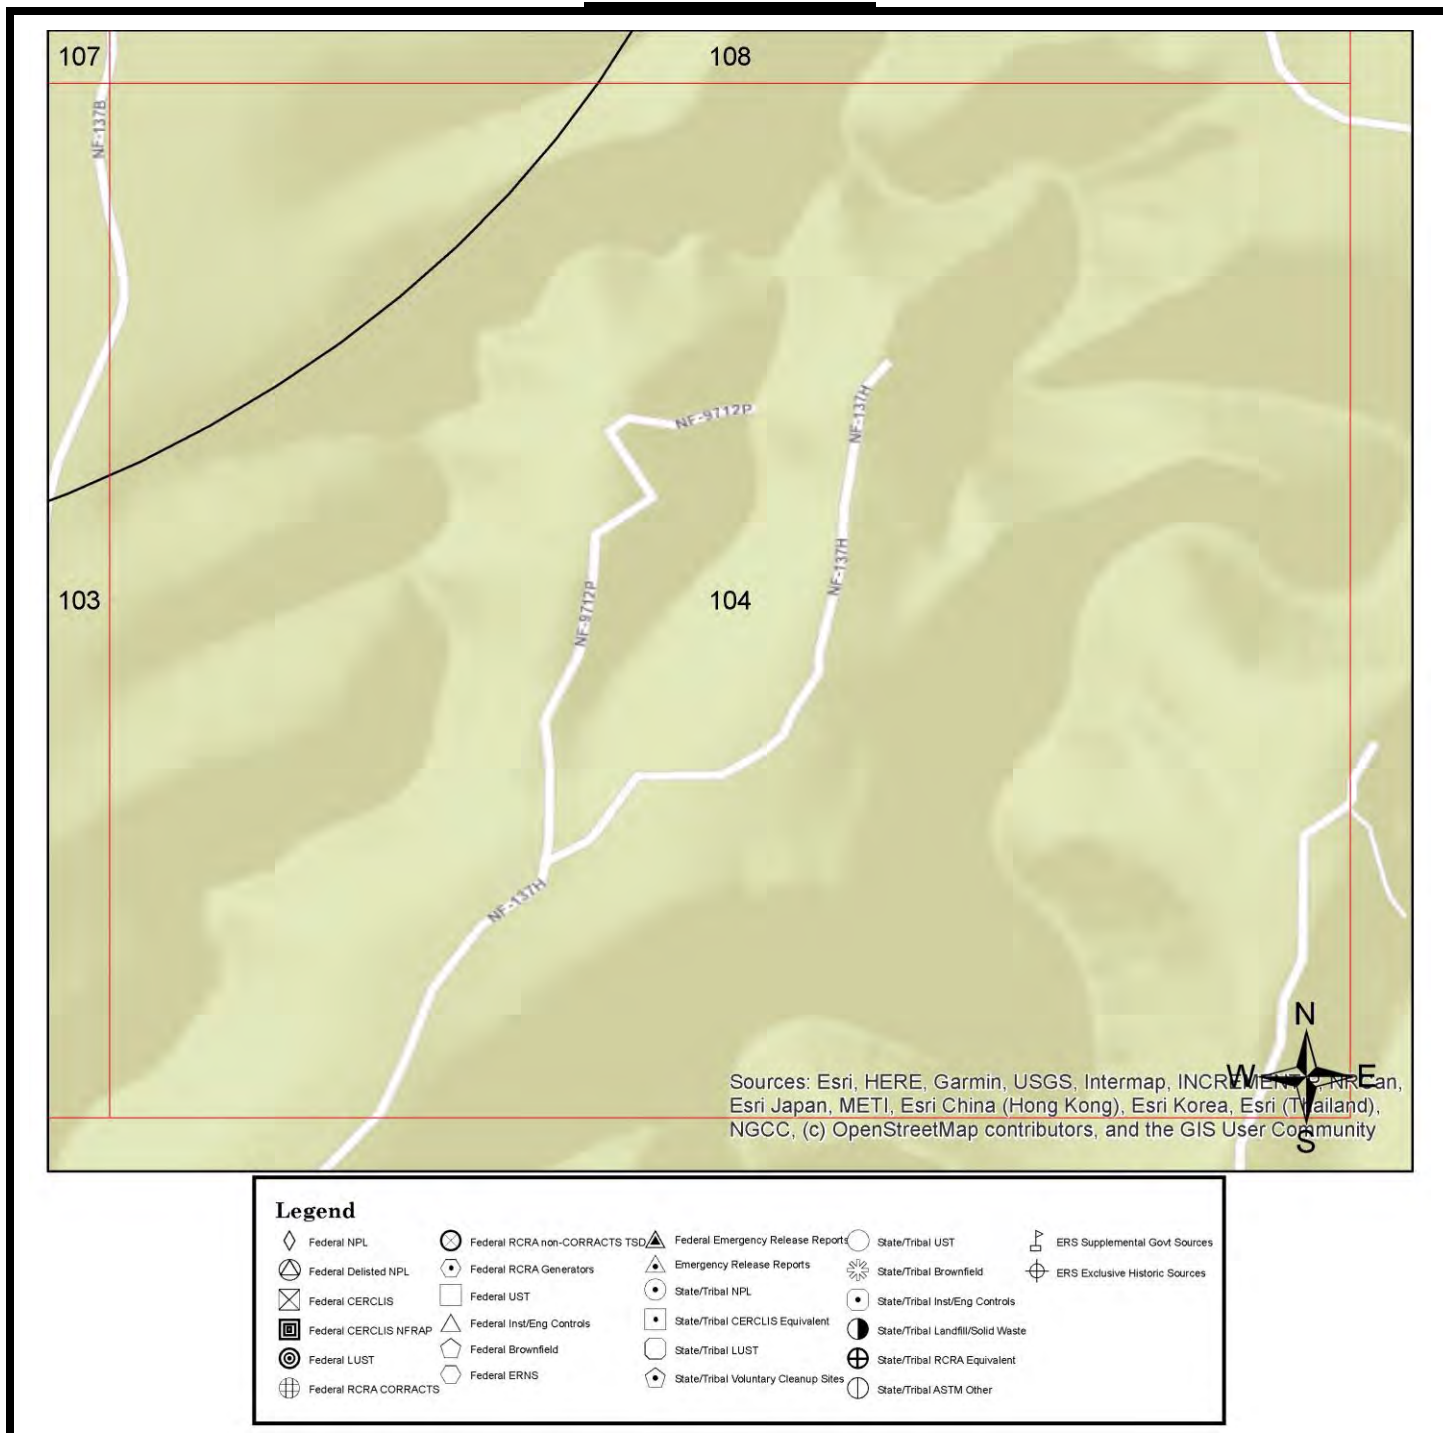 107
108
NF-137B
NF-9712P
NF-137H
NF-137H
NF-9712P
103
104
NF-137H
N
W
E
S
Sources: Esri, HERE, Garmin, USGS, Intermap, INCREMENT P, NRCan,
Esri Japan, METI, Esri China (Hong Kong), Esri Korea, Esri (Thailand),
NGCC, (c) OpenStreetMap contributors, and the GIS User Community
Legend
Federal NPL
Federal Delisted NPL
Federal CERCLIS
Federal CERCLIS NFRAP
Federal LUST
Federal RCRA CORRACTS
Federal RCRA non-CORRACTS TSD
Federal RCRA Generators
Federal UST
Federal Inst/Eng Controls
Federal Brownfield
Federal ERNS
Federal Emergency Release Reports
Emergency Release Reports
State/Tribal NPL
State/Tribal CERCLIS Equivalent
State/Tribal LUST
State/Tribal Voluntary Cleanup Sites
State/Tribal UST
State/Tribal Brownfield
State/Tribal Inst/Eng Controls
State/Tribal Landfill/Solid Waste
State/Tribal RCRA Equivalent
State/Tribal ASTM Other
ERS Supplemental Govt Sources
ERS Exclusive Historic Sources